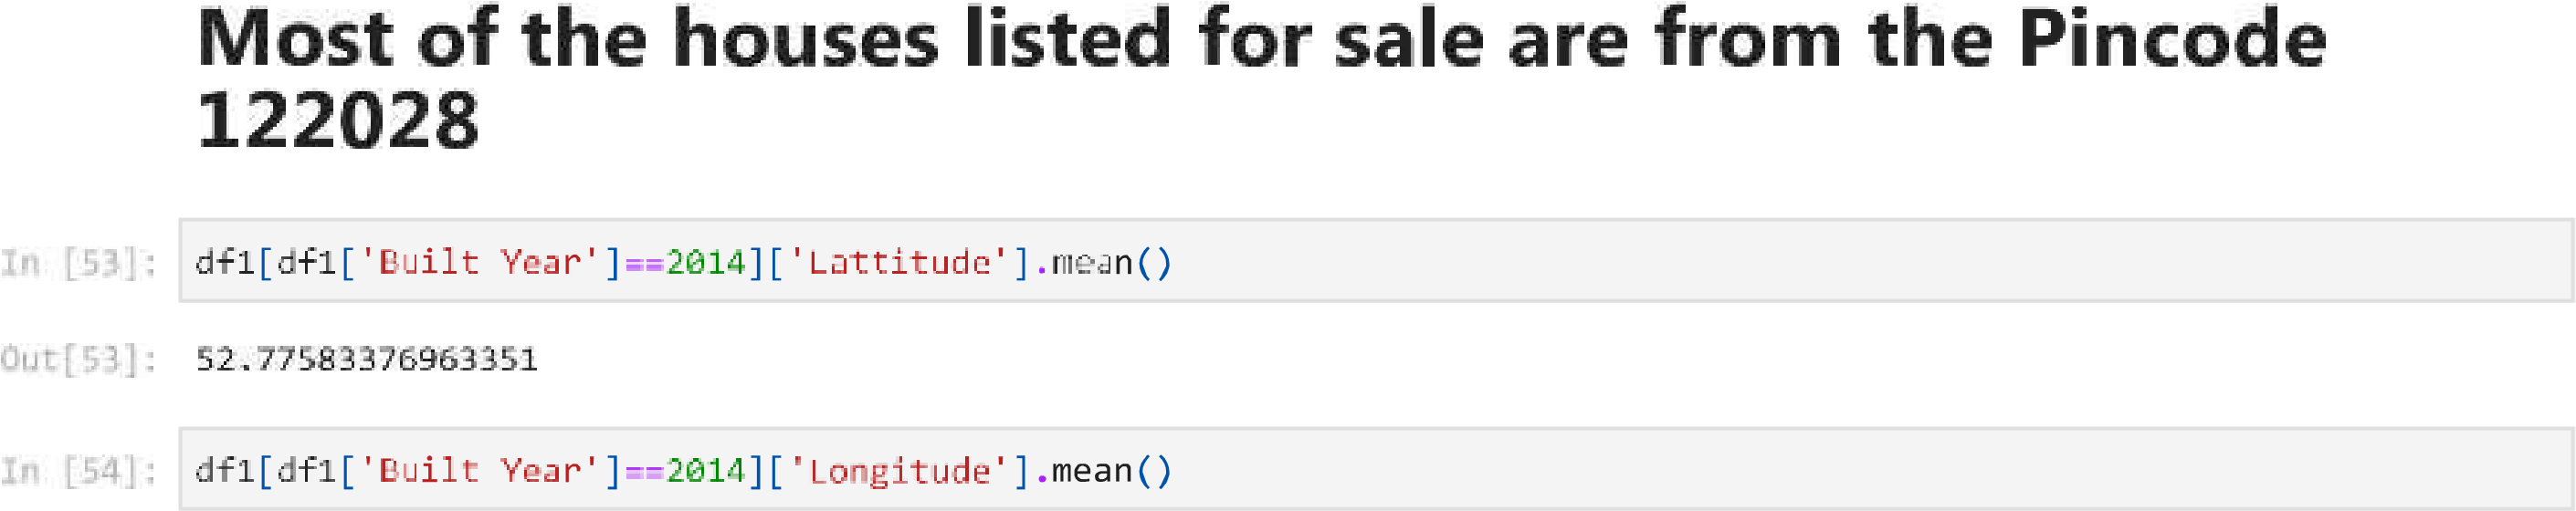 Most of the houses listed for sale are from the Pincode
122028
In [53]: df1[df1['Built Year']==2014]['Lattitude'].mean()
Out[53]: 52.77583376963351
In [54]: df1[df1['Built Year']==2014]['Longitude'].mean()